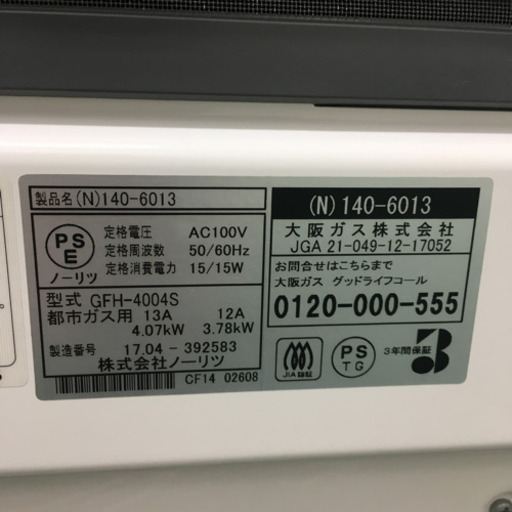 製品名(N)140-6013
PS
E
ノーリツ
定格電圧 AC100V
定格周波数 50/60Hz
定格消費電力 15/15W
型式 GFH-4004S
都市ガス用 13A 12A
4.07kW 3.78kW
製造番号 17.04-392583
株式会社ノーリツ
CF14 02608
(N)140-6013
大阪ガス株式会社
JGA 21-049-12-17052
お問合せはこちらまで
大阪ガス グッドライフコール
0120-000-555
JIA認証
PS
TG
3年間保証